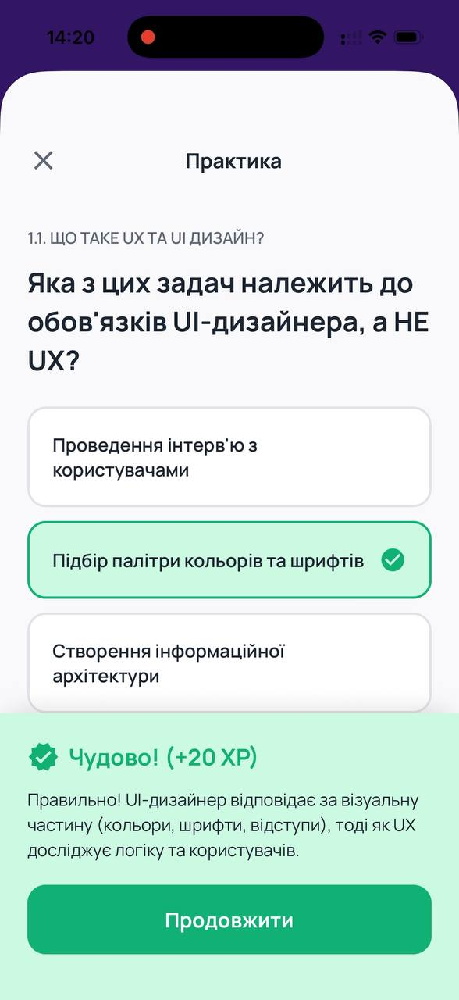 14:20
Практика
1.1. ЩО ТАКЕ UX ТА UI ДИЗАЙН?
Яка з цих задач належить до
обов'язків UI-дизайнера, а НЕ
UX?
Проведення інтерв'ю з
користувачами
Підбір палітри кольорів та шрифтів
Створення інформаційної
архітектури
Чудово! (+20 XP)
Правильно! UI-дизайнер відповідає за візуальну
частину (кольори, шрифти, відступи), тоді як UX
досліджує логіку та користувачів.
Продовжити